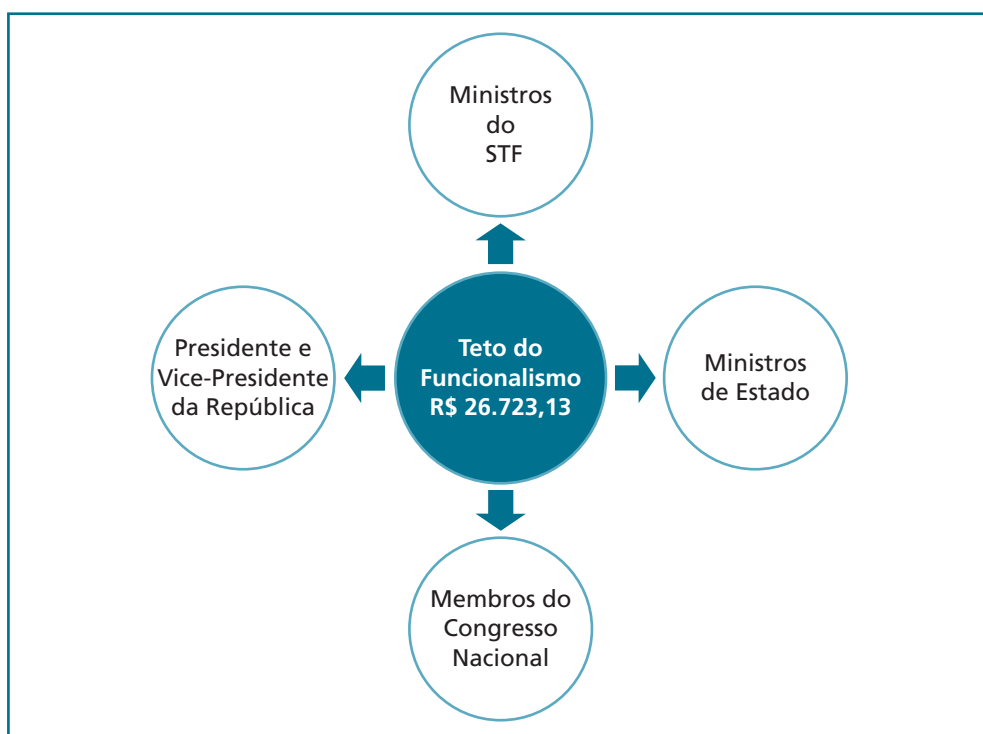 Ministros
do
STF
Presidente e
Vice-Presidente
da República
Teto do
Funcionalismo
R$ 26.723,13
Ministros
de Estado
Membros do
Congresso
Nacional